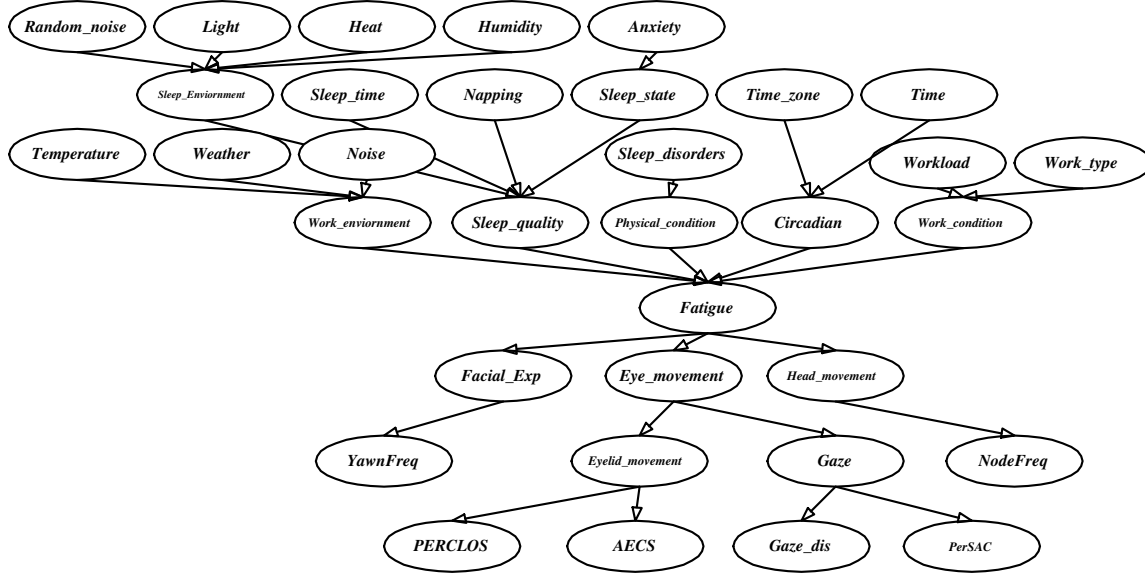 Random_noise
Light
Heat
Humidity
Anxiety
Sleep_Enviornment
Sleep_time
Napping
Sleep_state
Time_zone
Time
Temperature
Weather
Noise
Sleep_disorders
Workload
Work_type
Work_enviornment
Sleep_quality
Physical_condition
Circadian
Work_condition
Fatigue
Facial_Exp
Eye_movement
Head_movement
YawnFreq
Eyelid_movement
Gaze
NodeFreq
PERCLOS
AECS
Gaze_dis
PerSAC